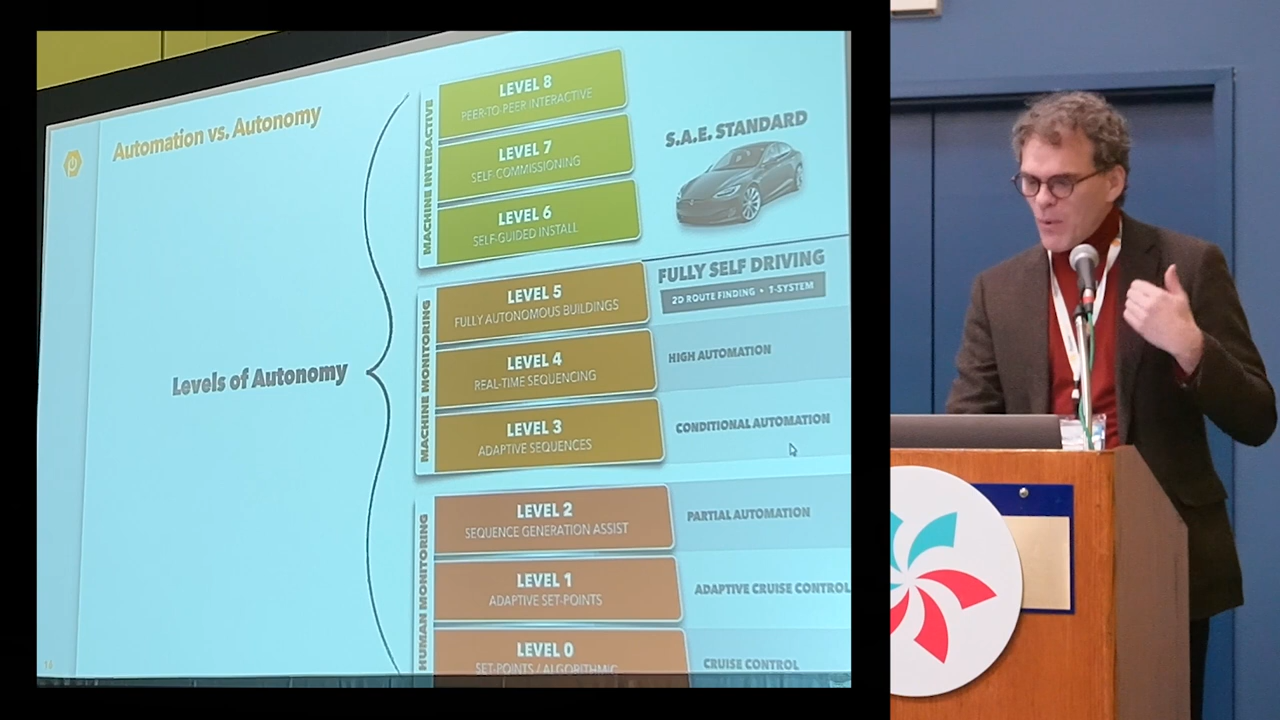 Automation vs. Autonomy
Levels of Autonomy
MACHINE INTERACTIVE
LEVEL 8
PEER-TO-PEER INTERACTIVE
LEVEL 7
SELF-COMMISSIONING
LEVEL 6
SELF-GUIDED INSTALL
S.A.E. STANDARD
MACHINE MONITORING
LEVEL 5
FULLY AUTONOMOUS BUILDINGS
FULLY SELF DRIVING
2D ROUTE FINDING • T-SYSTEM
LEVEL 4
REAL-TIME SEQUENCING
HIGH AUTOMATION
LEVEL 3
ADAPTIVE SEQUENCES
CONDITIONAL AUTOMATION
HUMAN MONITORING
LEVEL 2
SEQUENCE GENERATION ASSIST
PARTIAL AUTOMATION
LEVEL 1
ADAPTIVE SET-POINTS
ADAPTIVE CRUISE CONTROL
LEVEL 0
SET-POINTS / ALGORITHMIC
CRUISE CONTROL